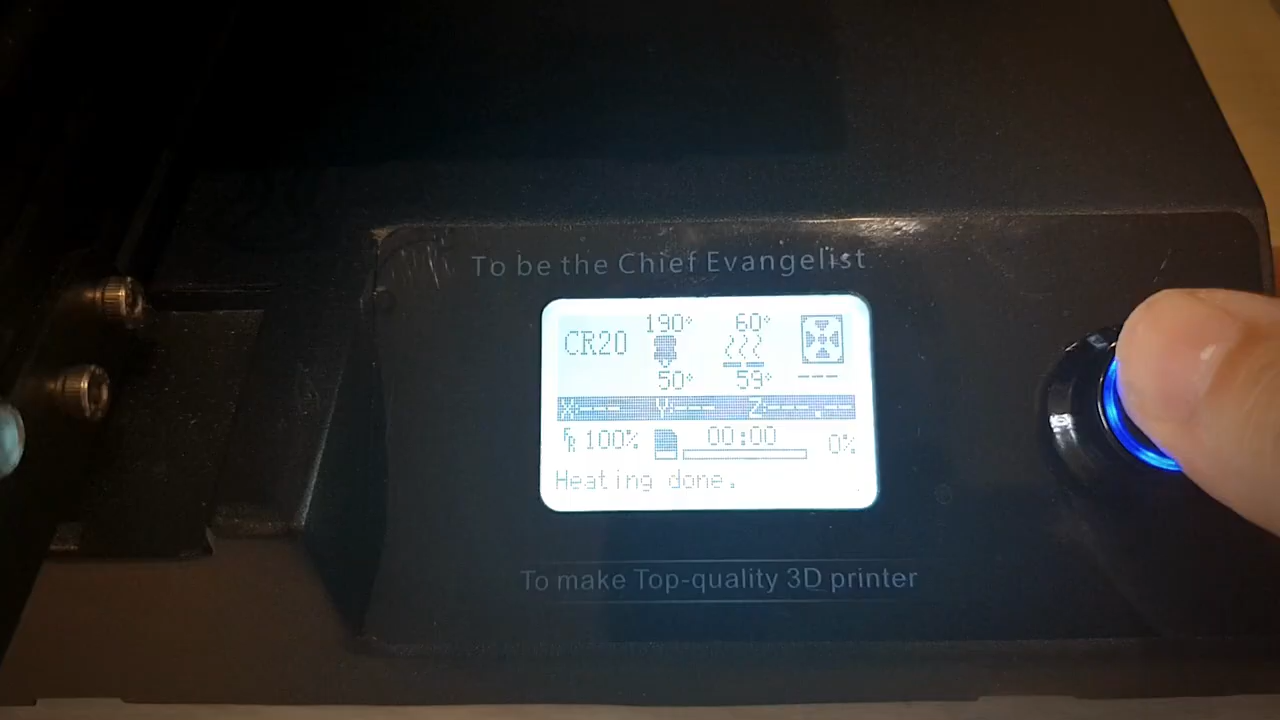 To be the Chief Evangelist
CR20 190° 60°
50° 59° ---
X--- Y--- Z---.--
FR 100% 00:00 0%
Heating done.
To make Top-quality 3D printer